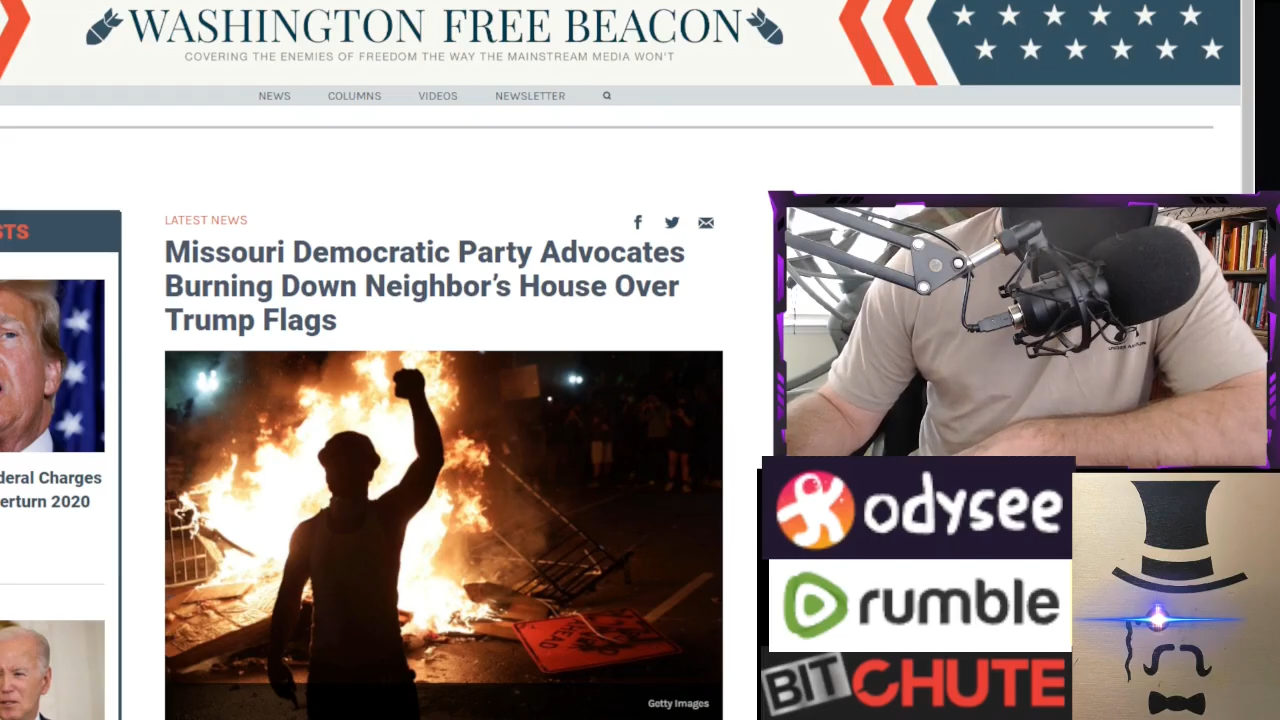 WASHINGTON FREE BEACON
COVERING THE ENEMIES OF FREEDOM THE WAY THE MAINSTREAM MEDIA WON'T
NEWS COLUMNS VIDEOS NEWSLETTER
STS
LATEST NEWS
Missouri Democratic Party Advocates
Burning Down Neighbor's House Over
Trump Flags
deral Charges
erturn 2020
AHEAD
Getty Images
odysee
rumble
BITCHUTE